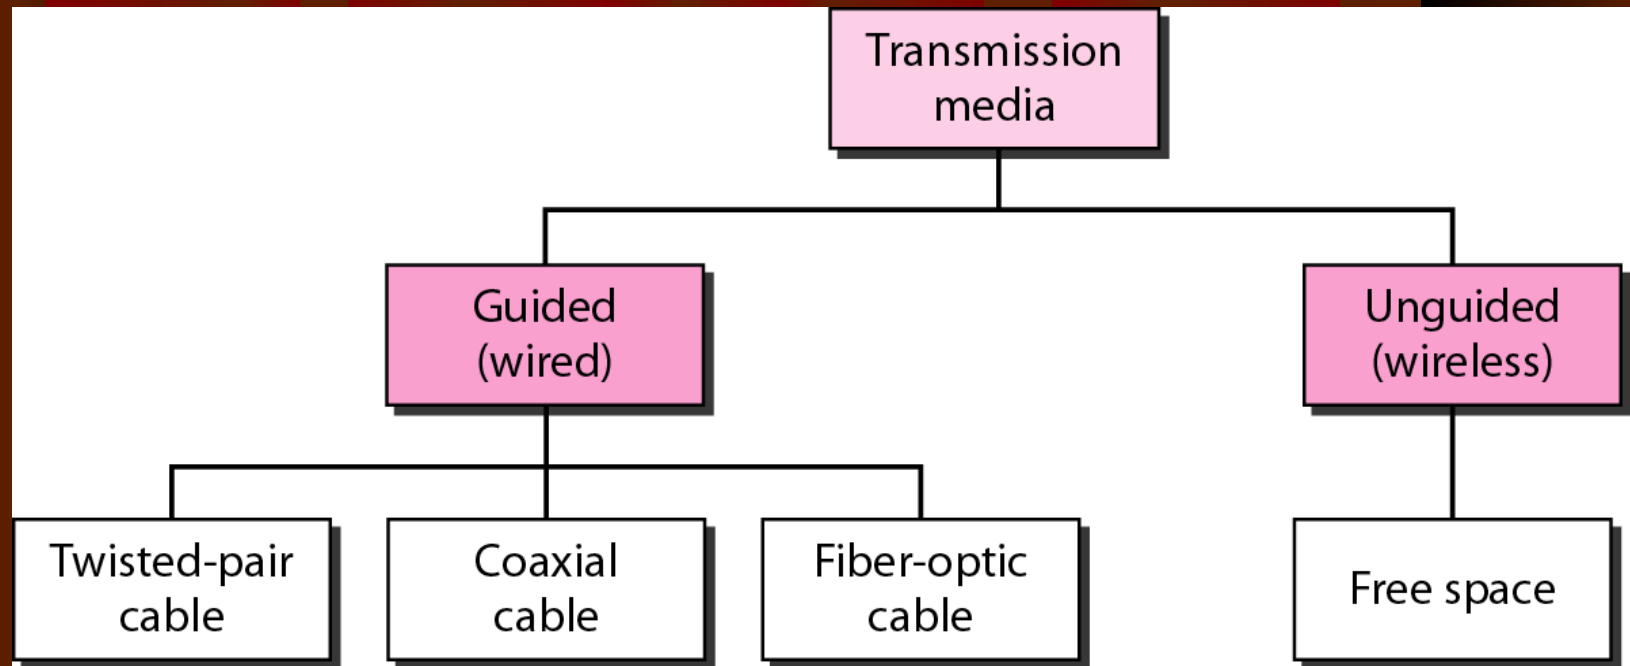 Transmission
media
Guided
(wired)
Unguided
(wireless)
Twisted-pair
cable
Coaxial
cable
Fiber-optic
cable
Free space